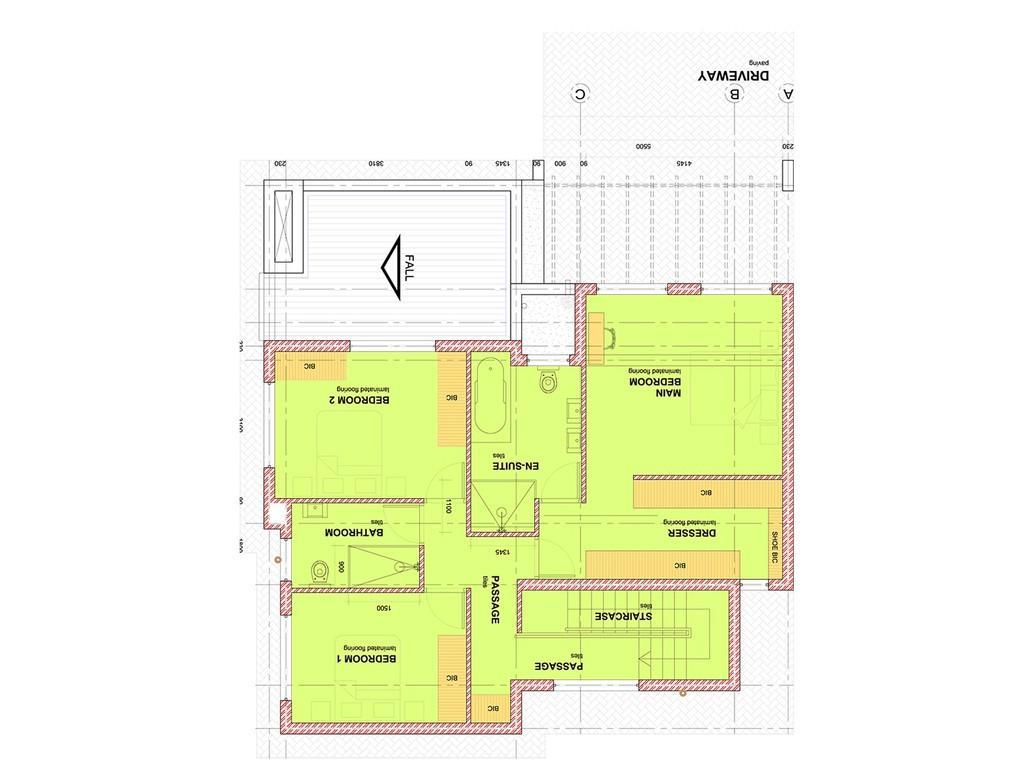 DRIVEWAY
paving
C
B
A
5500
230
230
3810
90
1345
90
900
90
4145
FALL
BIC
BEDROOM 2
laminated flooring
BIC
MAIN
BEDROOM
laminated flooring
EN-SUITE
tiles
1100
BIC
BATHROOM
tiles
DRESSER
laminated flooring
SHOE BIC
1345
900
BIC
PASSAGE
tiles
1500
STAIRCASE
tiles
BEDROOM 1
laminated flooring
PASSAGE
tiles
BIC
BIC